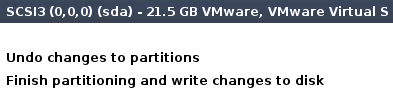 SCSI3 (0,0,0) (sda) - 21.5 GB VMware, VMware Virtual S
Undo changes to partitions
Finish partitioning and write changes to disk